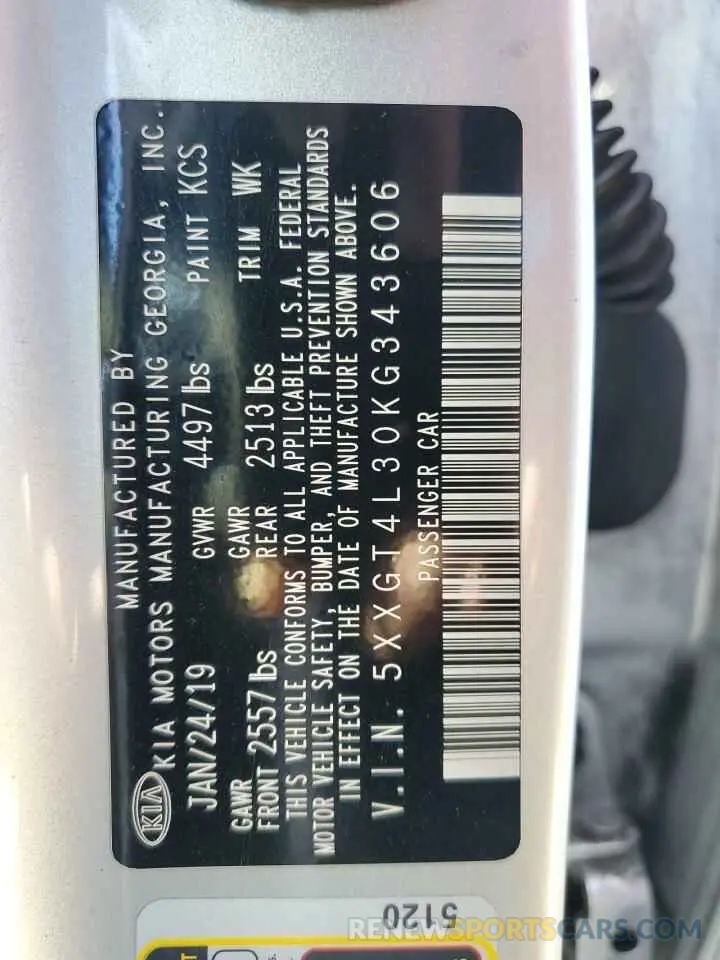 MANUFACTURED BY
KIA KIA MOTORS MANUFACTURING GEORGIA, INC.
JAN/24/19 GVWR 4497 lbs PAINT KCS
GAWR FRONT 2557 lbs GAWR REAR 2513 lbs TRIM WK
THIS VEHICLE CONFORMS TO ALL APPLICABLE U.S.A. FEDERAL
MOTOR VEHICLE SAFETY, BUMPER, AND THEFT PREVENTION STANDARDS
IN EFFECT ON THE DATE OF MANUFACTURE SHOWN ABOVE.
V.I.N. 5XXGT4L30KG343606
PASSENGER CAR
5120
RENEWSPORTSCARS.COM